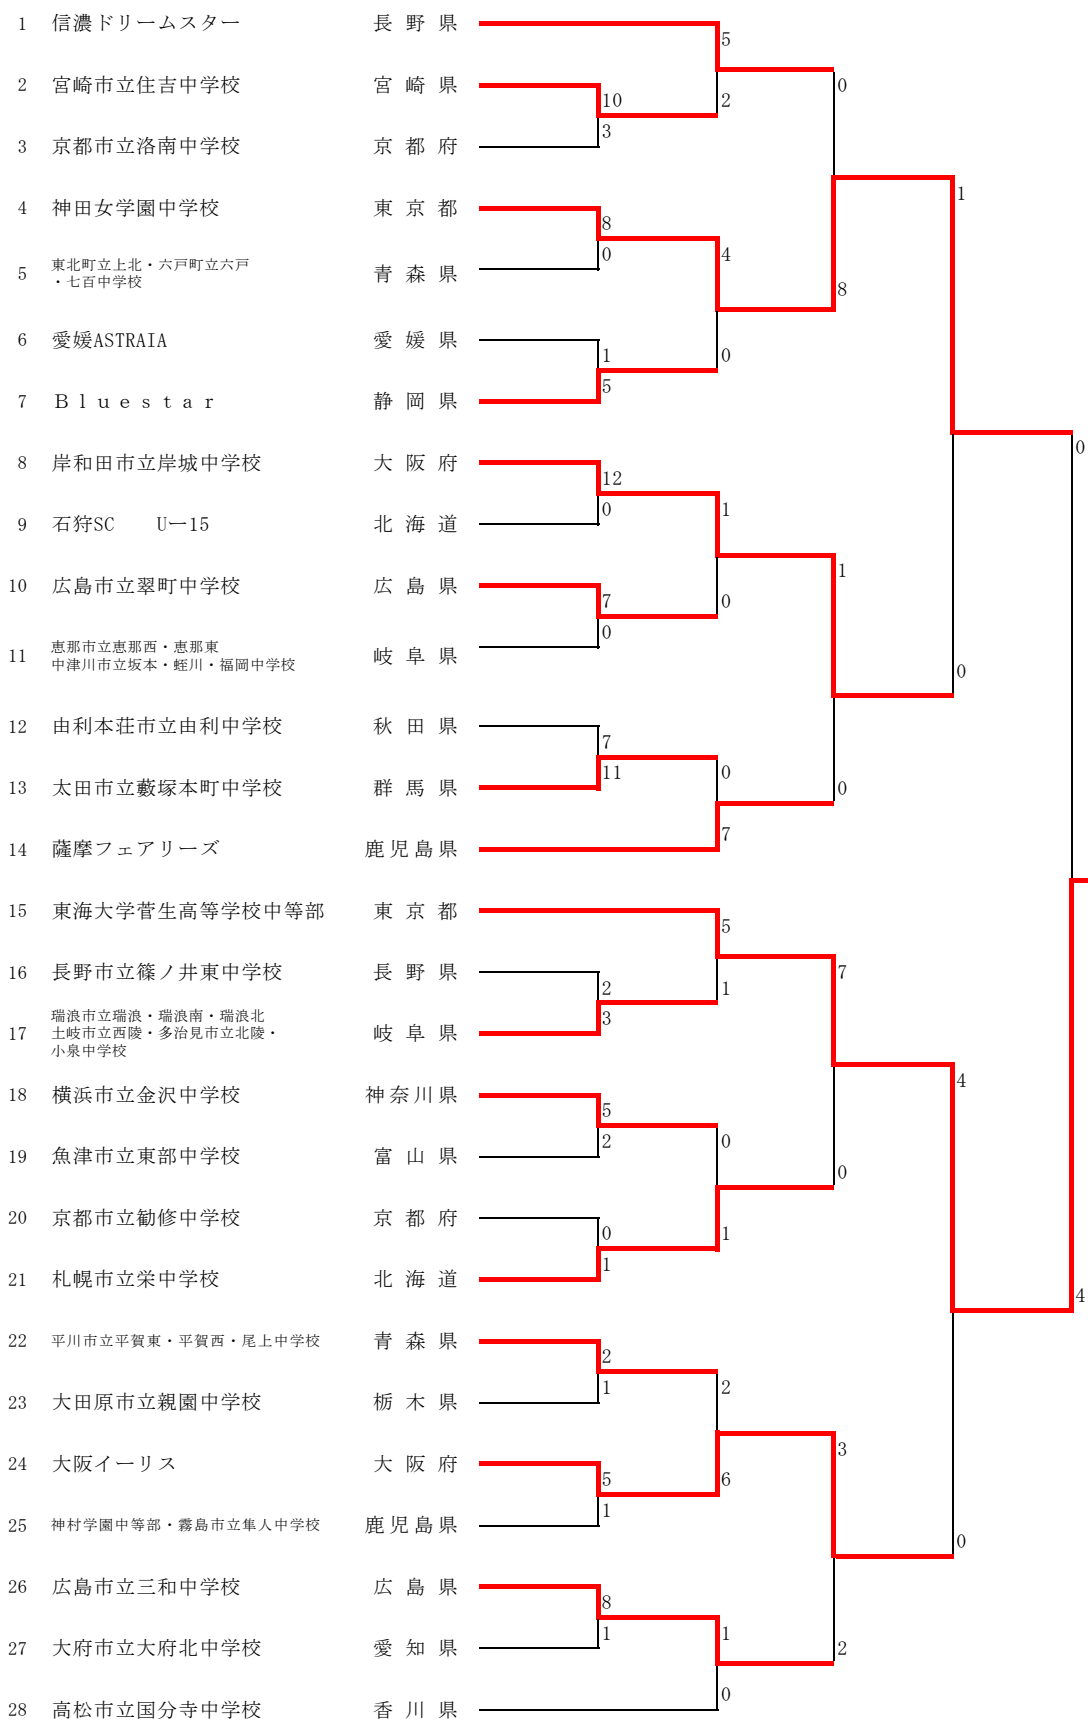 1 信濃ドリームスター 長野県
5
2 宮崎市立住吉中学校 宮崎県
0
10
2
3
3 京都市立洛南中学校 京都府
1
4 神田女学園中学校 東京都
8
0
4
5 東北町立上北・六戸町立六戸
・七百中学校 青森県
8
6 愛媛ASTRAIA 愛媛県
1
0
5
7 Ｂｌｕｅｓｔａｒ 静岡県
0
8 岸和田市立岸城中学校 大阪府
12
0
1
9 石狩SC Uー15 北海道
1
10 広島市立翠町中学校 広島県
7
0
0
11 恵那市立恵那西・恵那東
中津川市立坂本・蛭川・福岡中学校 岐阜県
0
12 由利本荘市立由利中学校 秋田県
7
11
0
13 太田市立藪塚本町中学校 群馬県
0
7
14 薩摩フェアリーズ 鹿児島県
15 東海大学菅生高等学校中等部 東京都
5
16 長野市立篠ノ井東中学校 長野県
7
2
1
3
17 瑞浪市立瑞浪・瑞浪南・瑞浪北
土岐市立西陵・多治見市立北陵・
小泉中学校 岐阜県
4
18 横浜市立金沢中学校 神奈川県
5
2
0
19 魚津市立東部中学校 富山県
0
20 京都市立勧修中学校 京都府
0
1
1
21 札幌市立栄中学校 北海道
4
22 平川市立平賀東・平賀西・尾上中学校 青森県
2
1
2
23 大田原市立親園中学校 栃木県
3
24 大阪イーリス 大阪府
5
6
1
25 神村学園中等部・霧島市立隼人中学校 鹿児島県
0
26 広島市立三和中学校 広島県
8
1
1
27 大府市立大府北中学校 愛知県
2
0
28 高松市立国分寺中学校 香川県